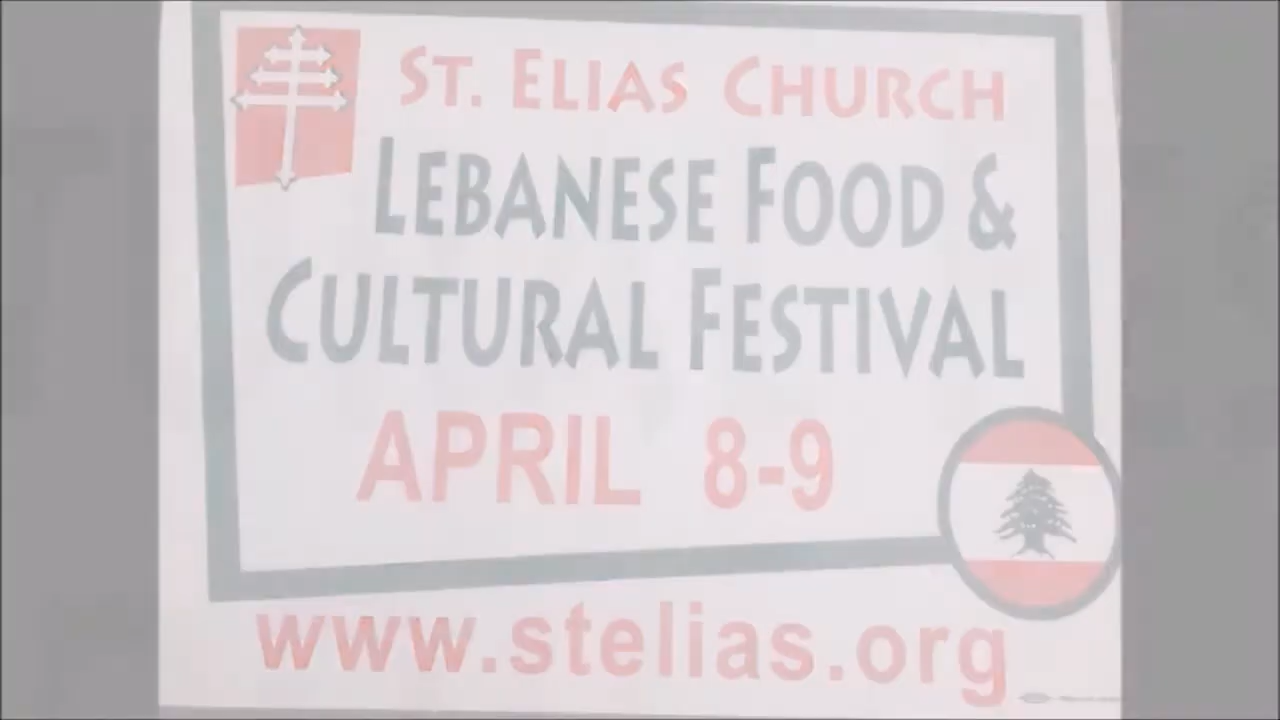 St. Elias Church
Lebanese Food &
Cultural Festival
APRIL 8-9
www.stelias.org